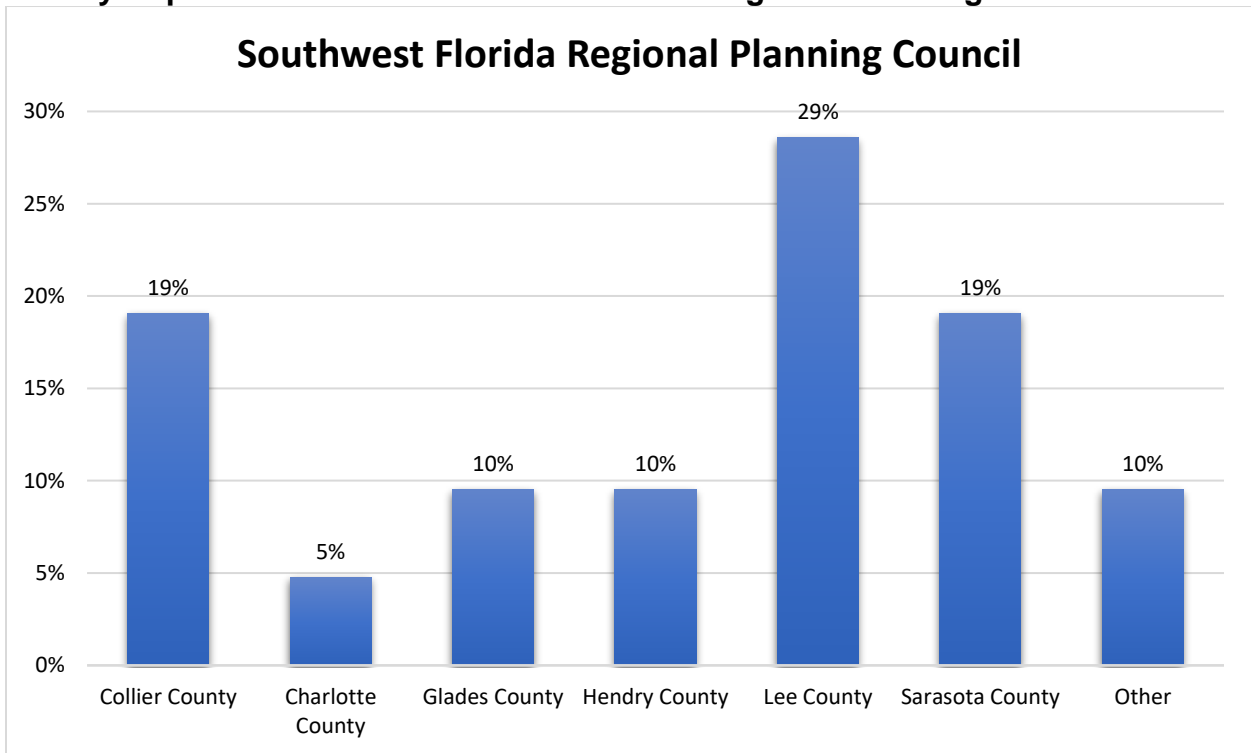 Southwest Florida Regional Planning Council
30%
25%
20%
15%
10%
5%
0%
19%
5%
10%
10%
29%
19%
10%
Collier County
Charlotte
County
Glades County
Hendry County
Lee County
Sarasota County
Other